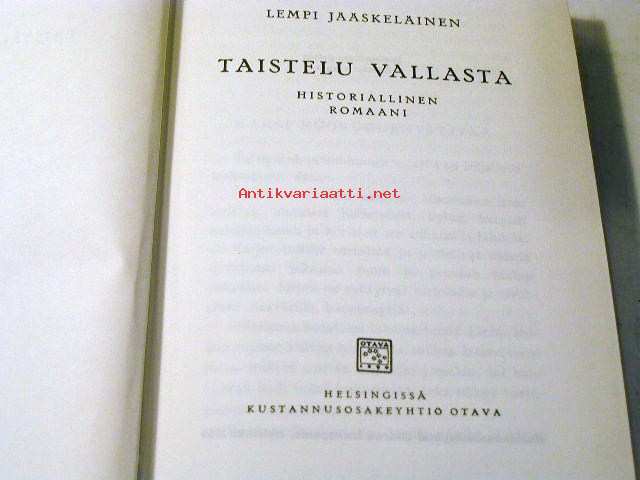 LEMPI JÄÄSKELÄINEN
TAISTELU VALLASTA
HISTORIALLINEN
ROMAANI
Antikvariaatti.net
OTAVA
HELSINGISSÄ
KUSTANNUSOSAKEYHTIÖ OTAVA